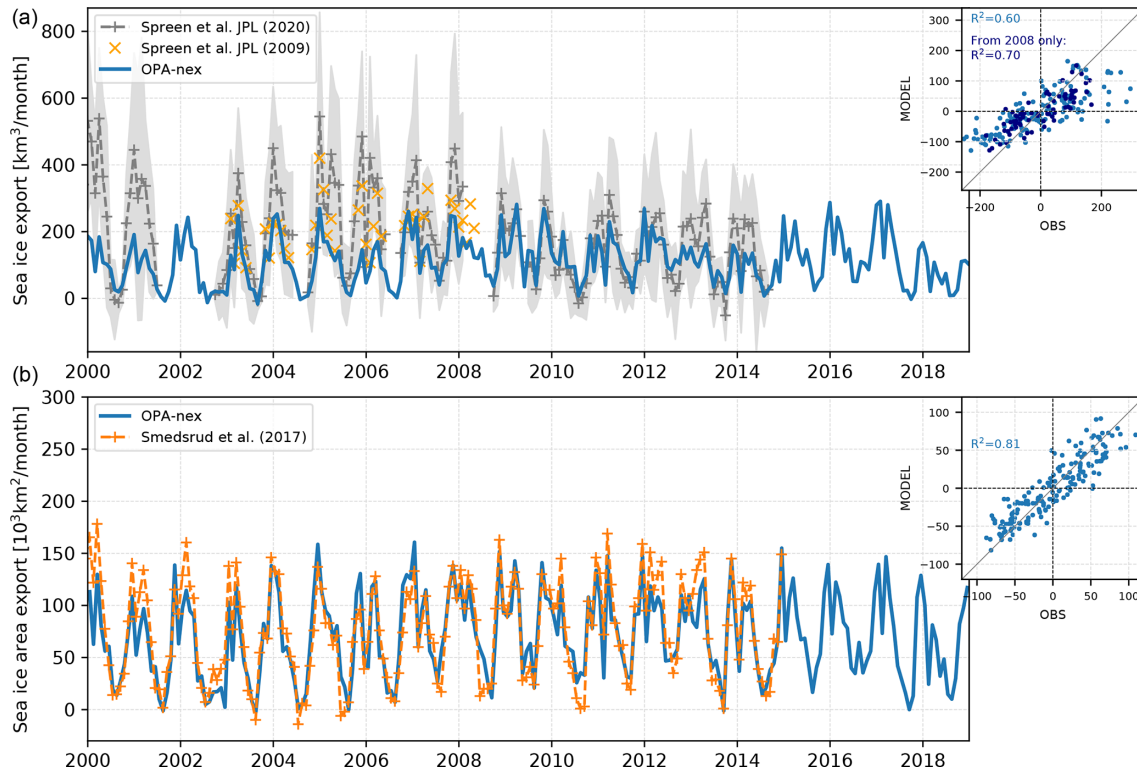 (a)
Sea ice export [km³/month]
800
600
400
200
0
Spreen et al. JPL (2020)
Spreen et al. JPL (2009)
OPA-nex
2000 2002 2004 2006 2008 2010 2012 2014 2016 2018
R²=0.60
From 2008 only:
R²=0.70
MODEL
300
200
100
0
−100
−200
−200 0 200
OBS
(b)
Sea ice area export [10³km²/month]
300
250
200
150
100
50
0
OPA-nex
Smedsrud et al. (2017)
2000 2002 2004 2006 2008 2010 2012 2014 2016 2018
R²=0.81
MODEL
100
50
0
−50
−100
−100 −50 0 50 100
OBS